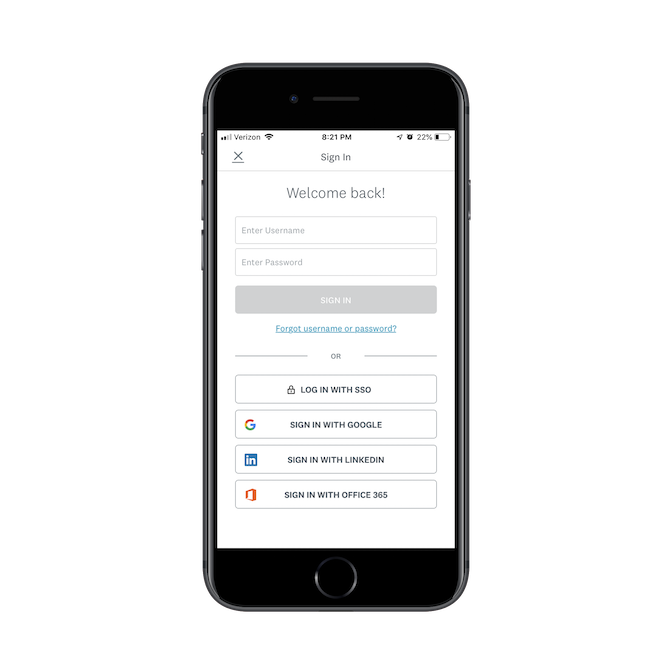 Verizon 8:21 PM 22%
Sign In
Welcome back!
Enter Username
Enter Password
SIGN IN
Forgot username or password?
OR
LOG IN WITH SSO
SIGN IN WITH GOOGLE
in SIGN IN WITH LINKEDIN
SIGN IN WITH OFFICE 365